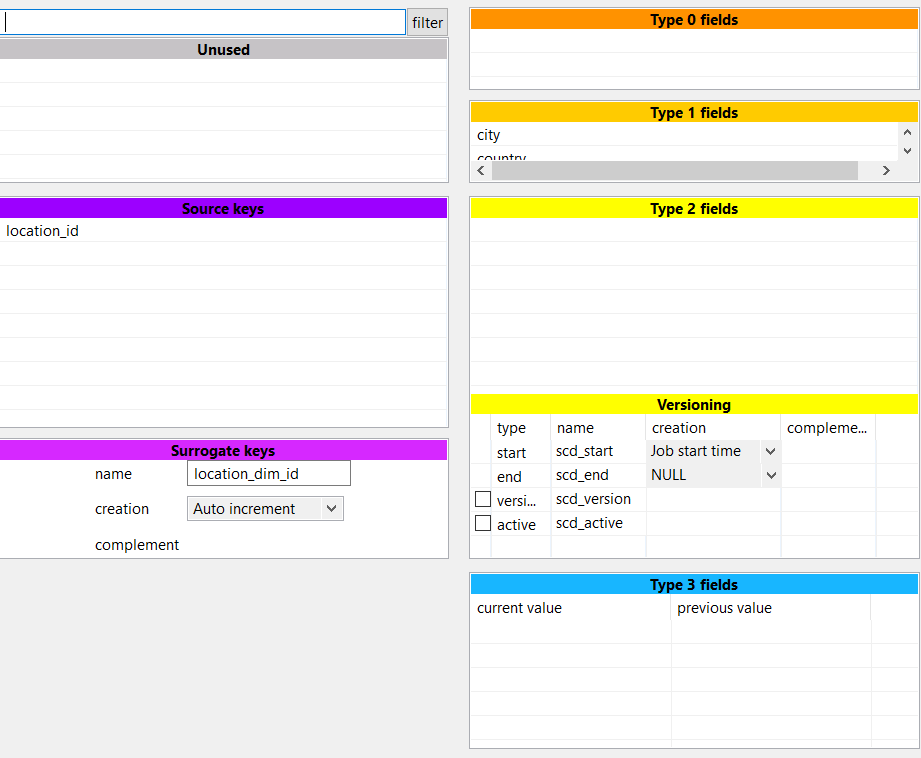 filter
Unused
Source keys
location_id
Surrogate keys
name location_dim_id
creation Auto increment
complement
Type 0 fields
Type 1 fields
city
country
Type 2 fields
Versioning
type name creation compleme...
start scd_start Job start time
end scd_end NULL
versi... scd_version
active scd_active
Type 3 fields
current value previous value